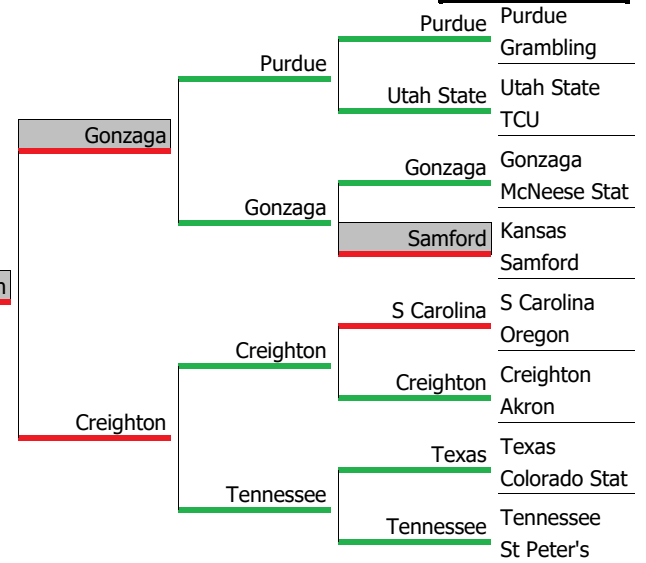 Purdue
Purdue
Grambling
Purdue
Utah State
Utah State
TCU
Gonzaga
Gonzaga
Gonzaga
McNeese Stat
Gonzaga
Samford
Kansas
Samford
n
S Carolina
S Carolina
Oregon
Creighton
Creighton
Creighton
Akron
Creighton
Texas
Texas
Colorado Stat
Tennessee
Tennessee
Tennessee
St Peter's